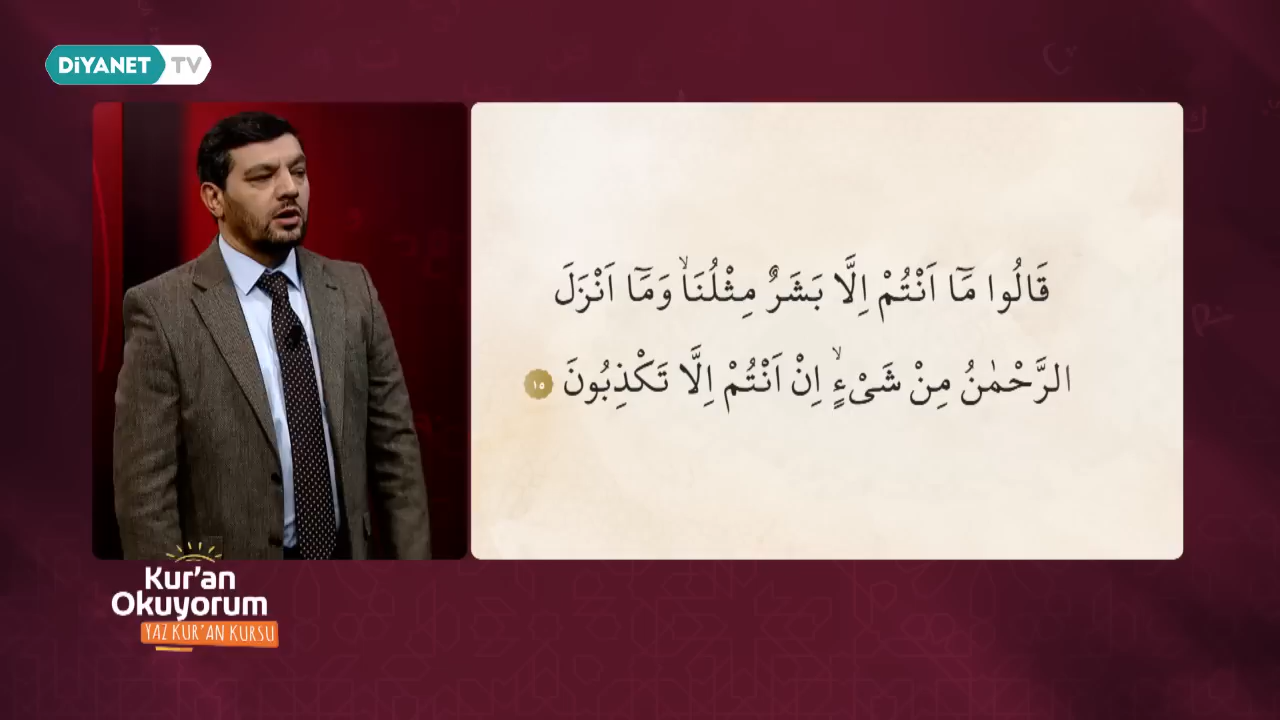 DİYANET TV
قَالُوا مَٓا اَنْتُمْ اِلَّا بَشَرٌ مِثْلُنَاۙ وَمَٓا اَنْزَلَ
الرَّحْمٰنُ مِنْ شَیْءٍۙ اِنْ اَنْتُمْ اِلَّا تَكْذِبُونَ ١٥
Kur'an
Okuyorum
YAZ KUR'AN KURSU